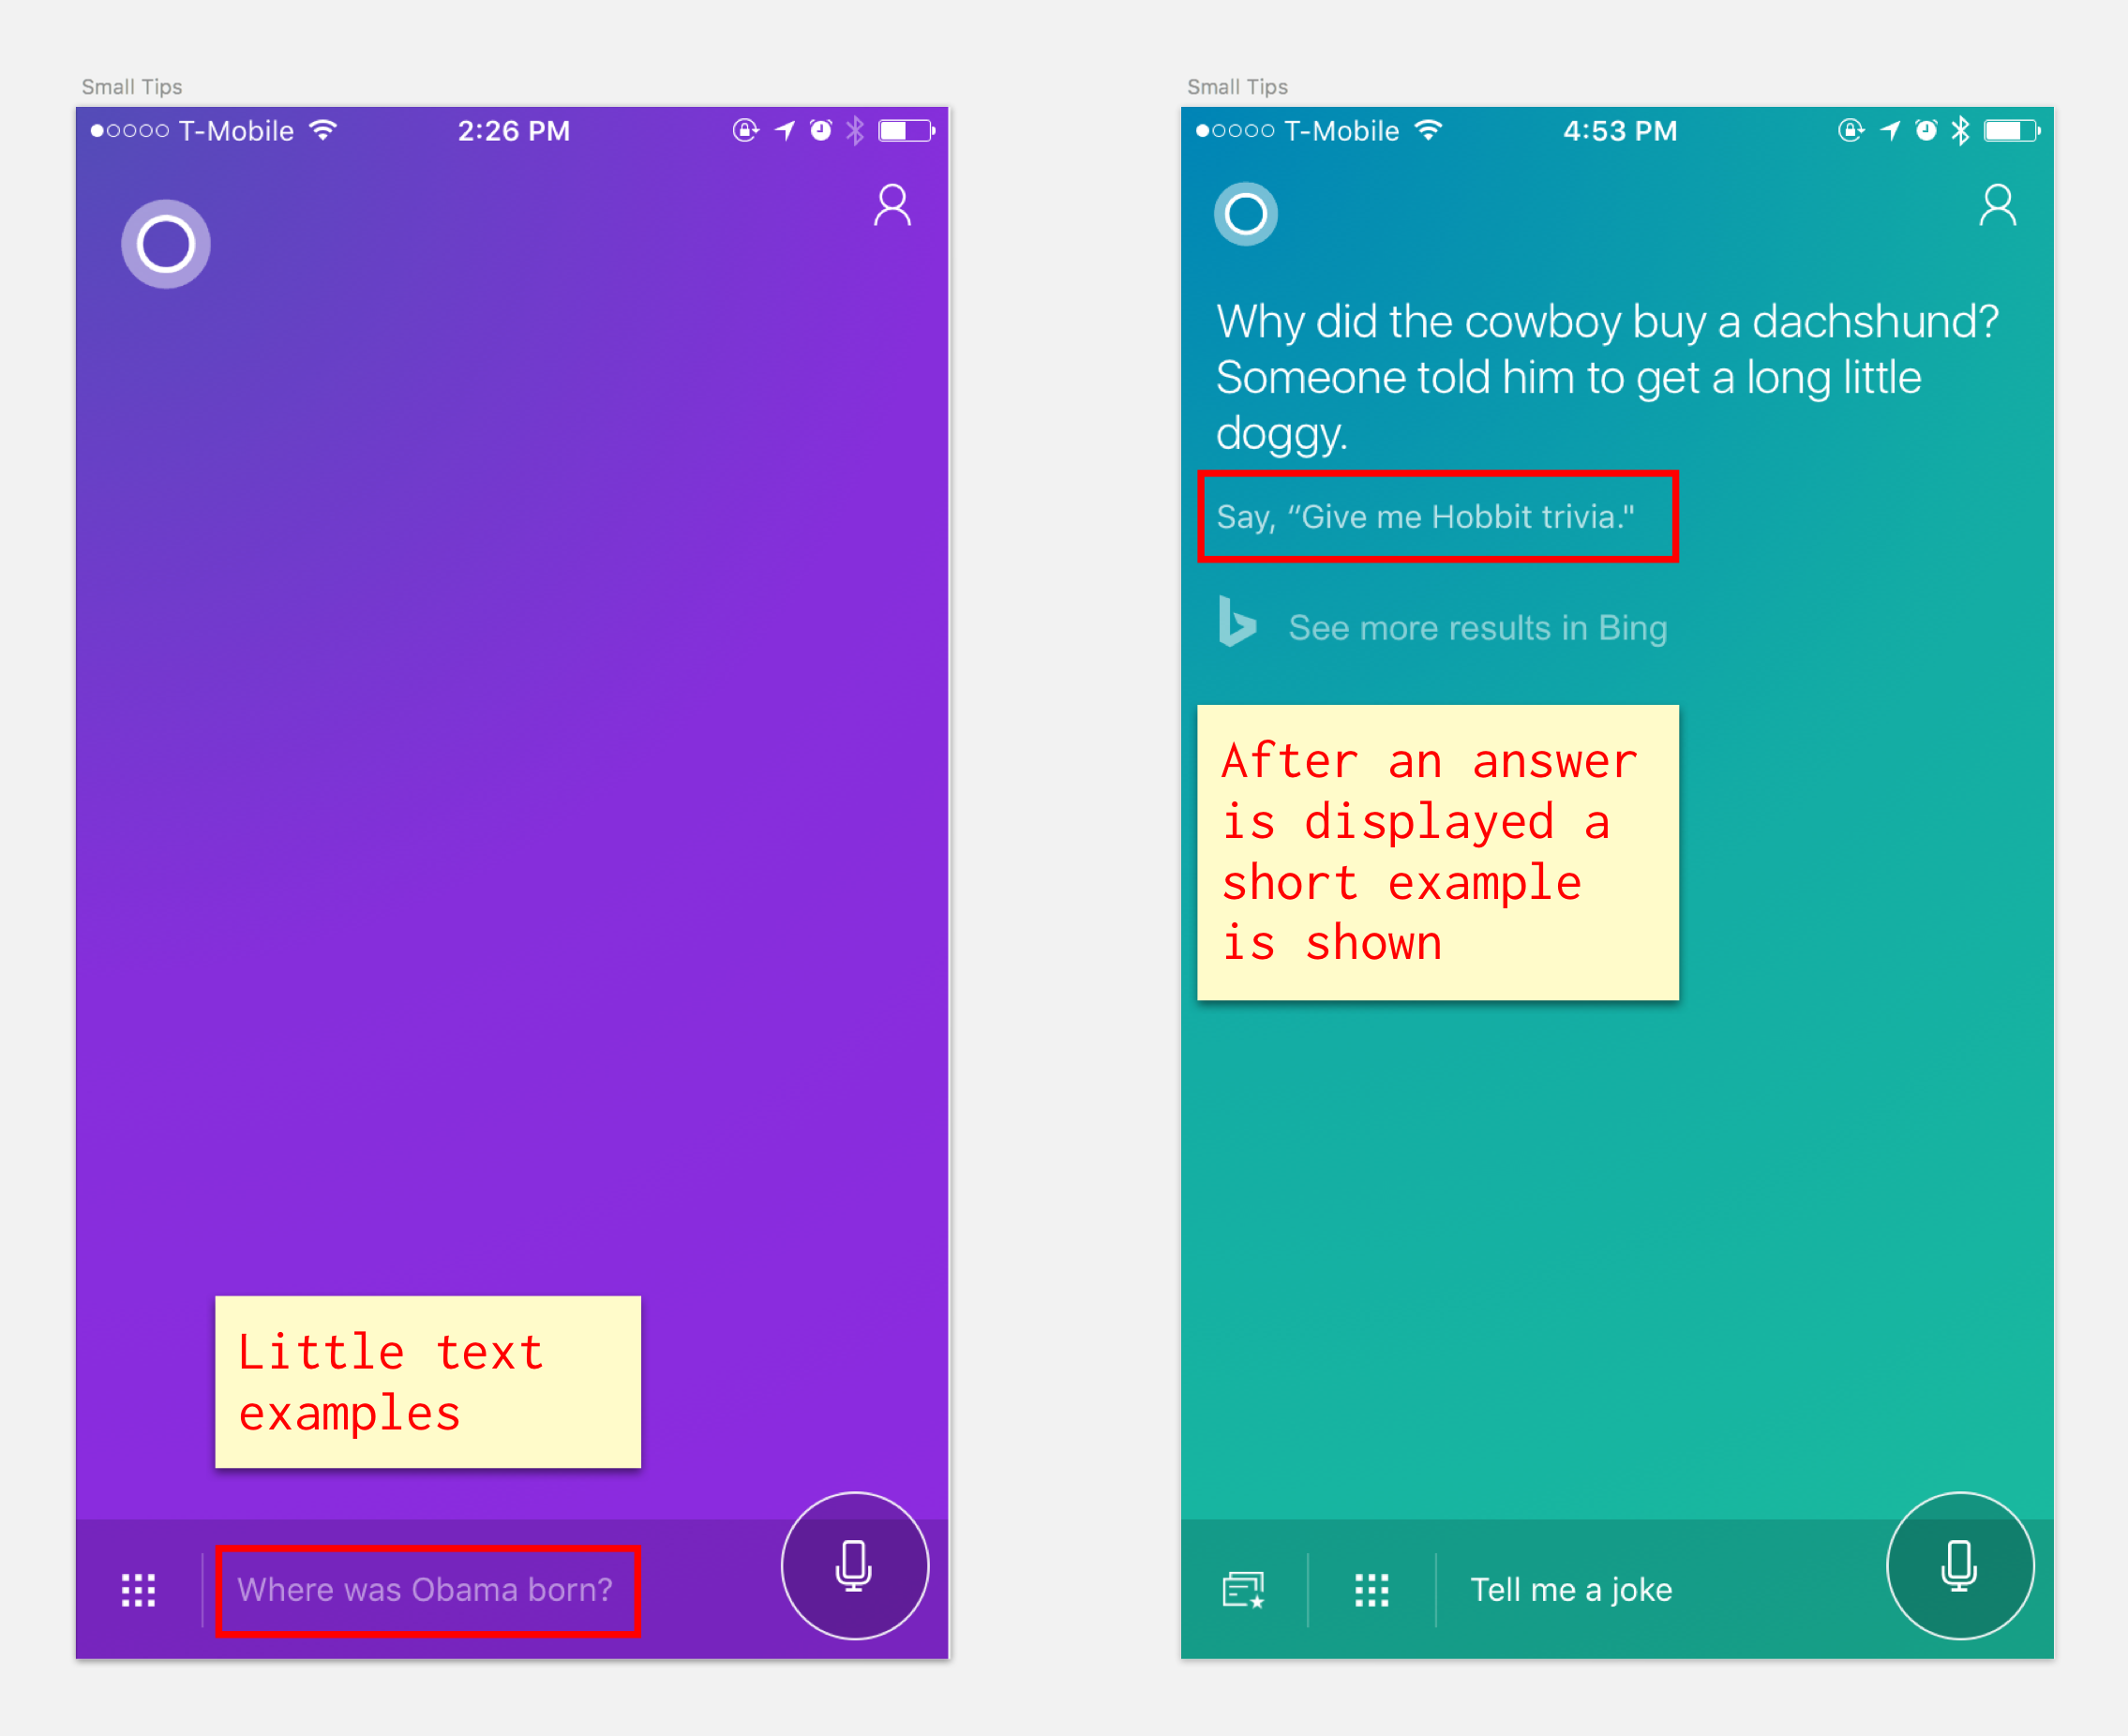 Small Tips
T-Mobile
2:26 PM
Little text
examples
Where was Obama born?
Small Tips
T-Mobile
4:53 PM
Why did the cowboy buy a dachshund?
Someone told him to get a long little
doggy.
Say, “Give me Hobbit trivia."
See more results in Bing
After an answer
is displayed a
short example
is shown
Tell me a joke